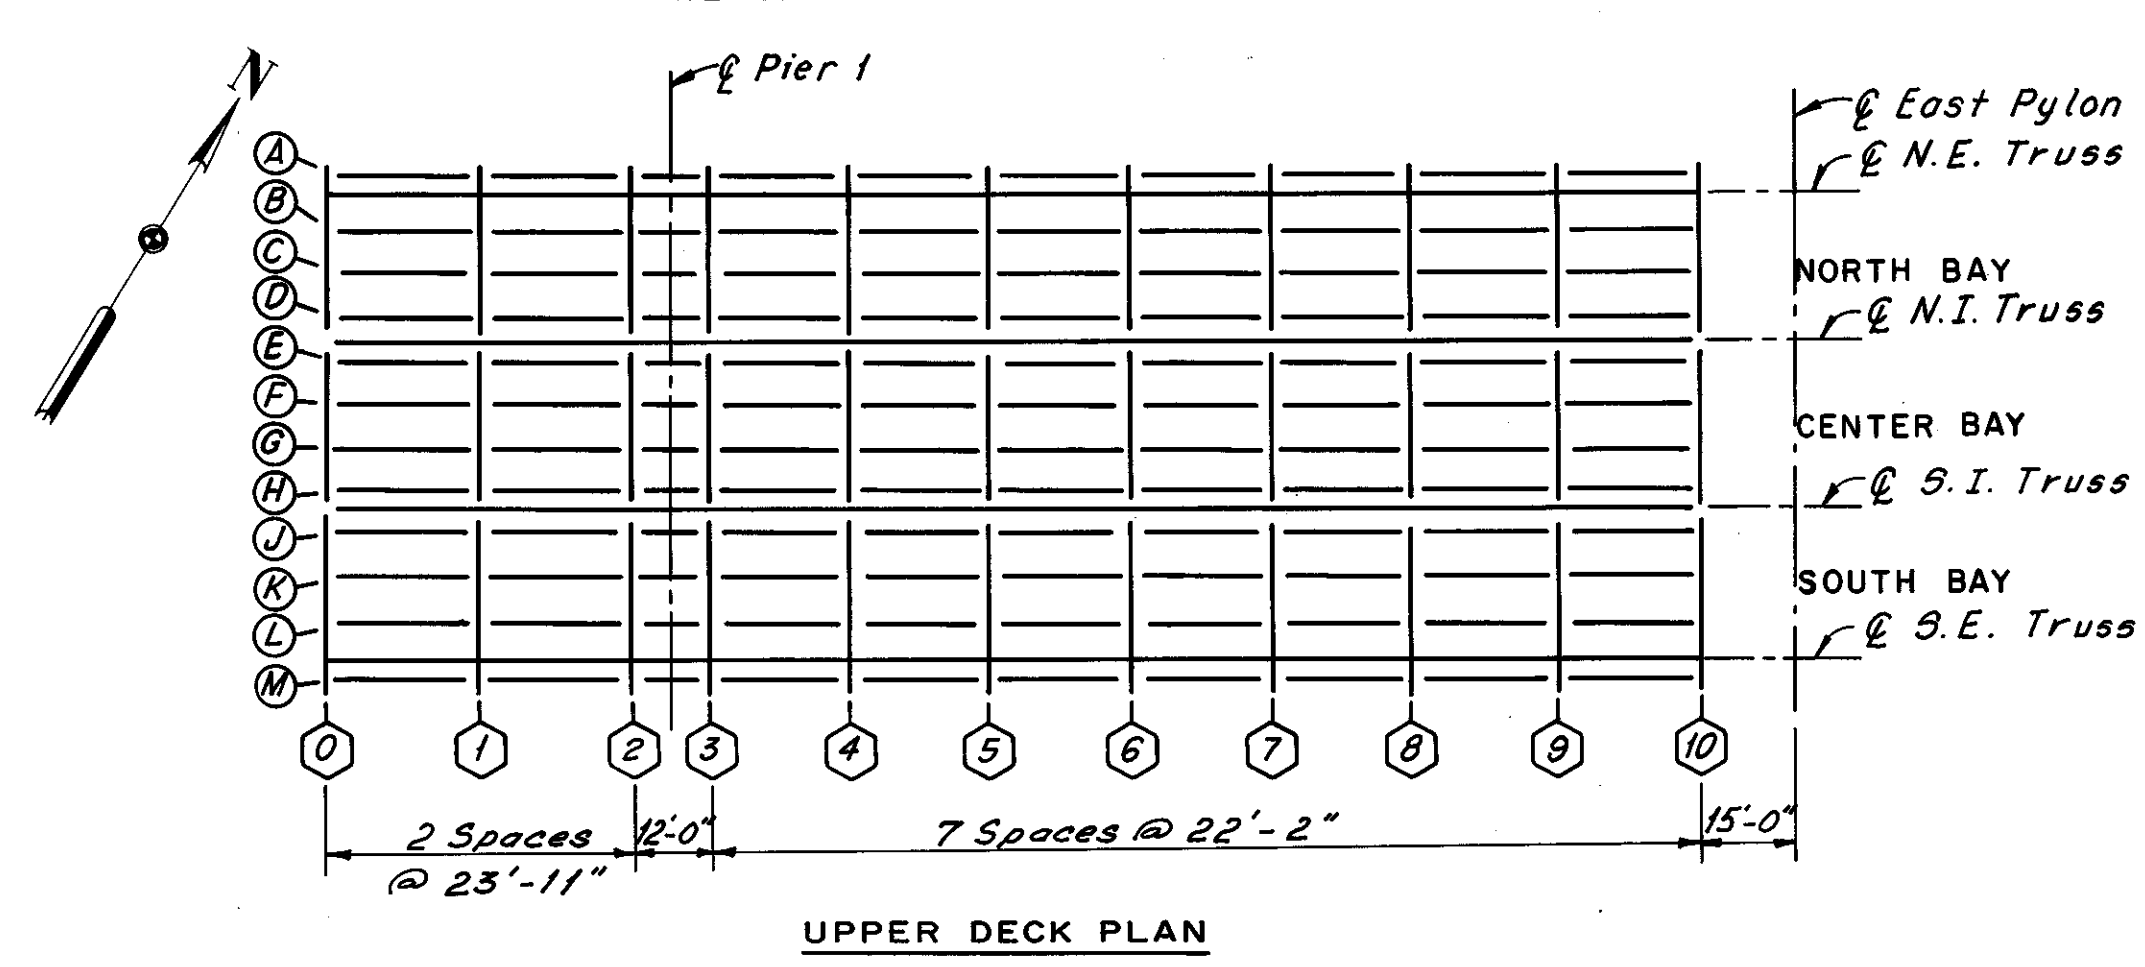 N
℄ Pier 1
℄ East Pylon
℄ N.E. Truss
NORTH BAY
℄ N.I. Truss
CENTER BAY
℄ S.I. Truss
SOUTH BAY
℄ S.E. Truss
A
B
C
D
E
F
G
H
J
K
L
M
0 1 2 3 4 5 6 7 8 9 10
2 Spaces
@ 23'-11"
12'-0"
7 Spaces @ 22'-2"
15'-0"
UPPER DECK PLAN